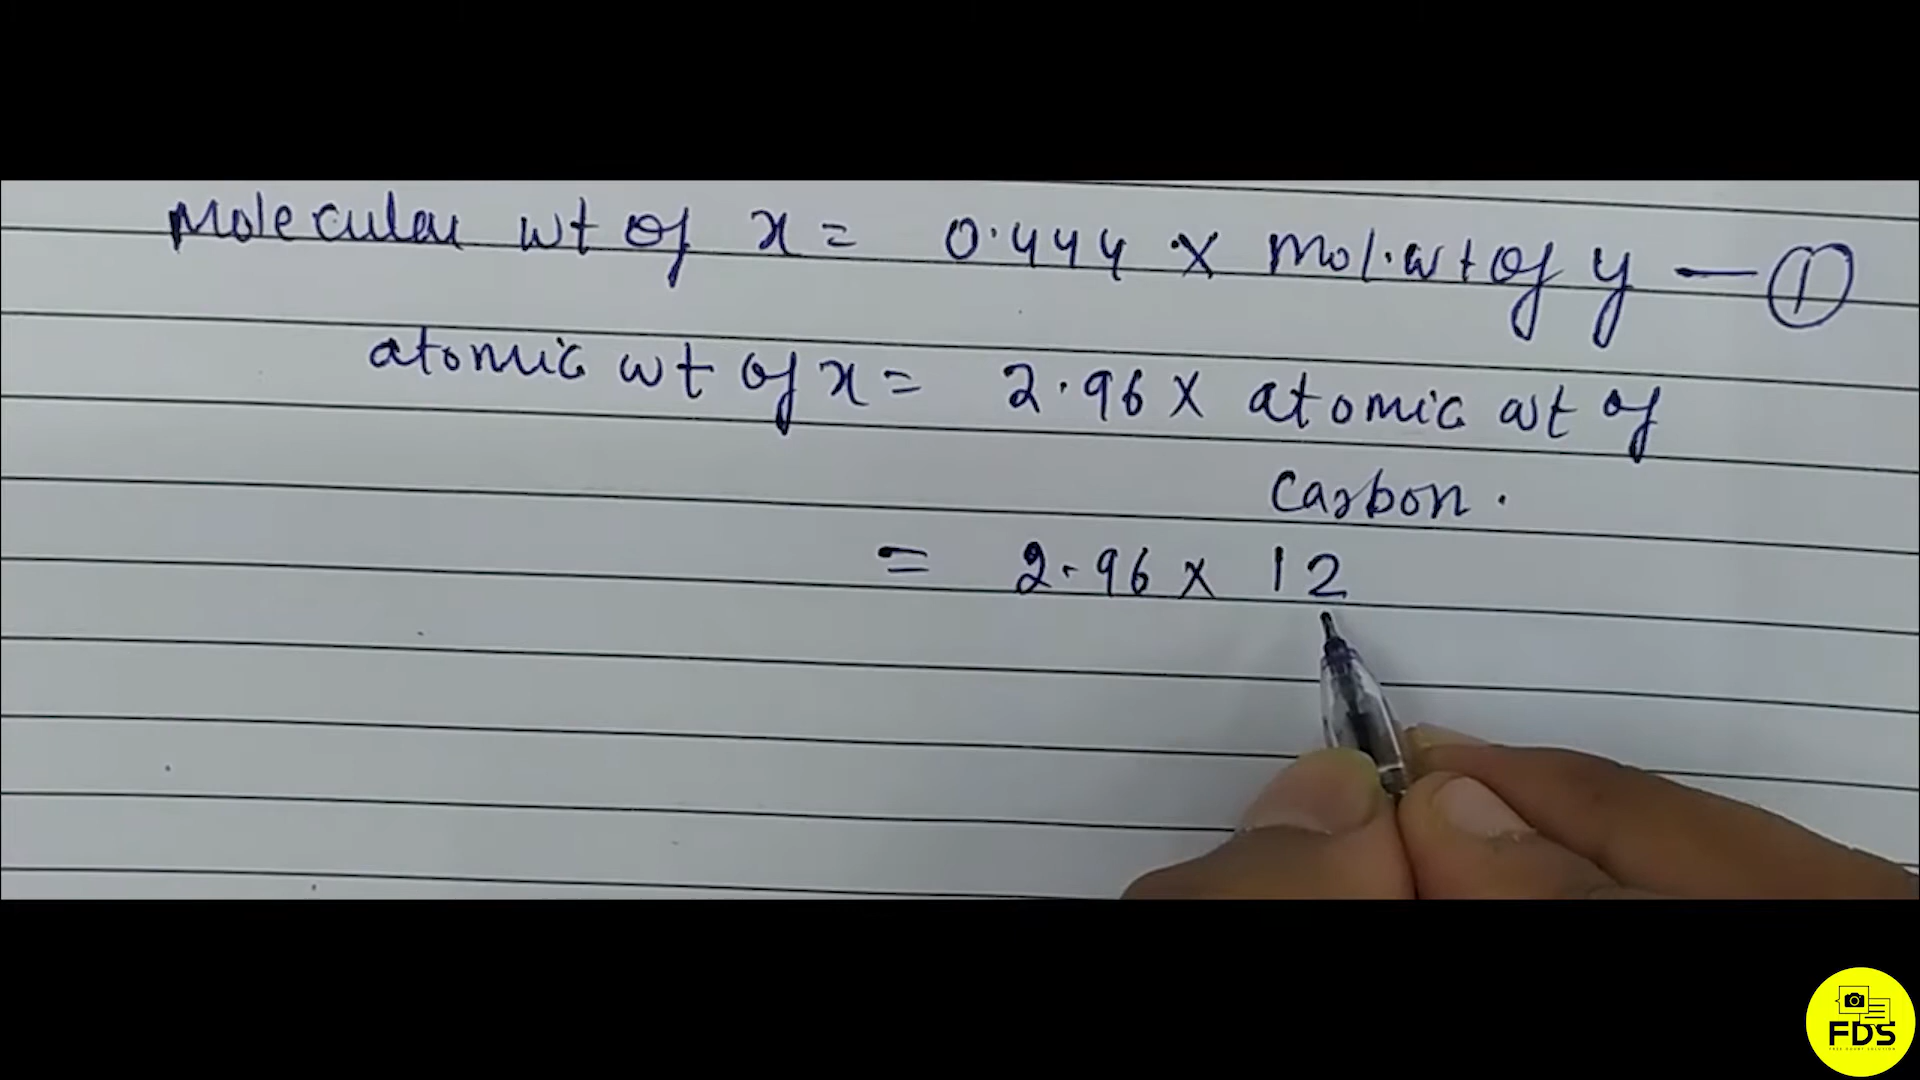 Molecular wt of x = 0.444 × Mol.wt of y — ①
atomic wt of x = 2.96 × atomic wt of
Carbon.
= 2.96 × 12
FDS